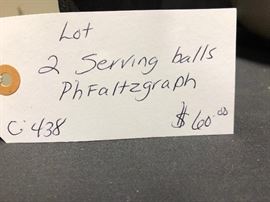 Lot
2 Serving balls
Phfaltzgraph
C-438 $60.00